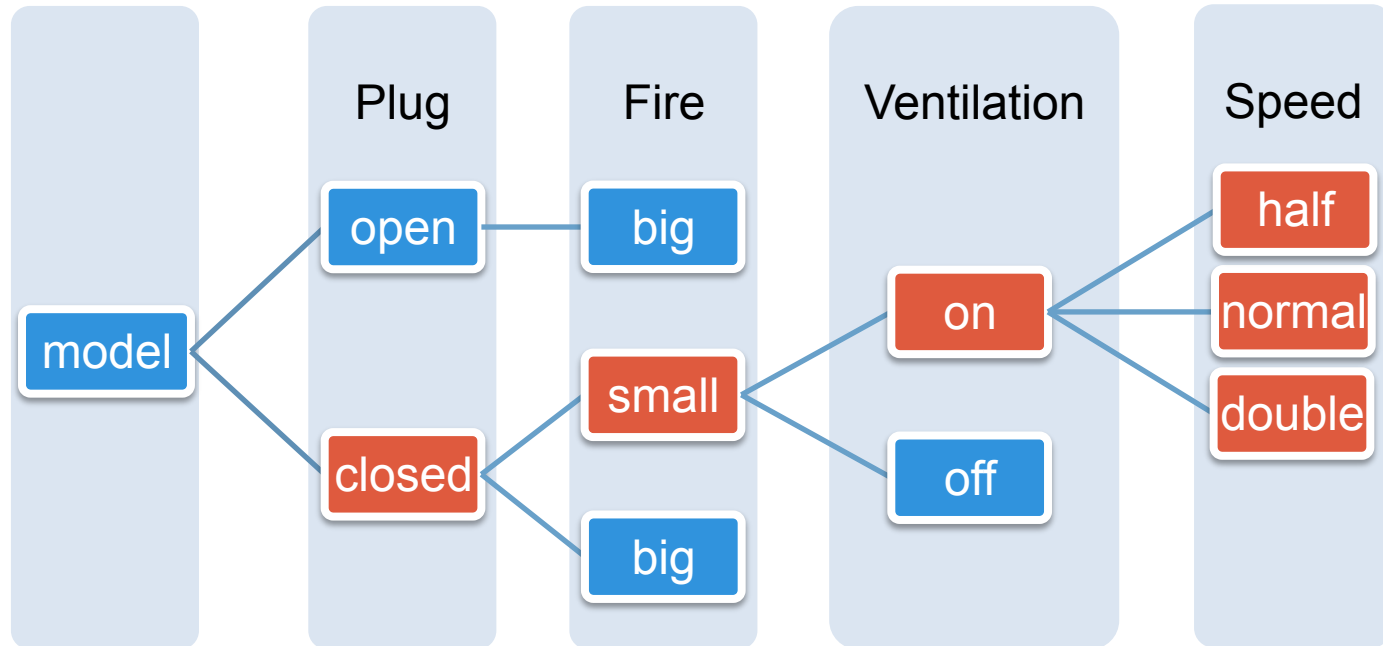 Plug
Fire
Ventilation
Speed
model
open
closed
big
small
big
on
off
half
normal
double